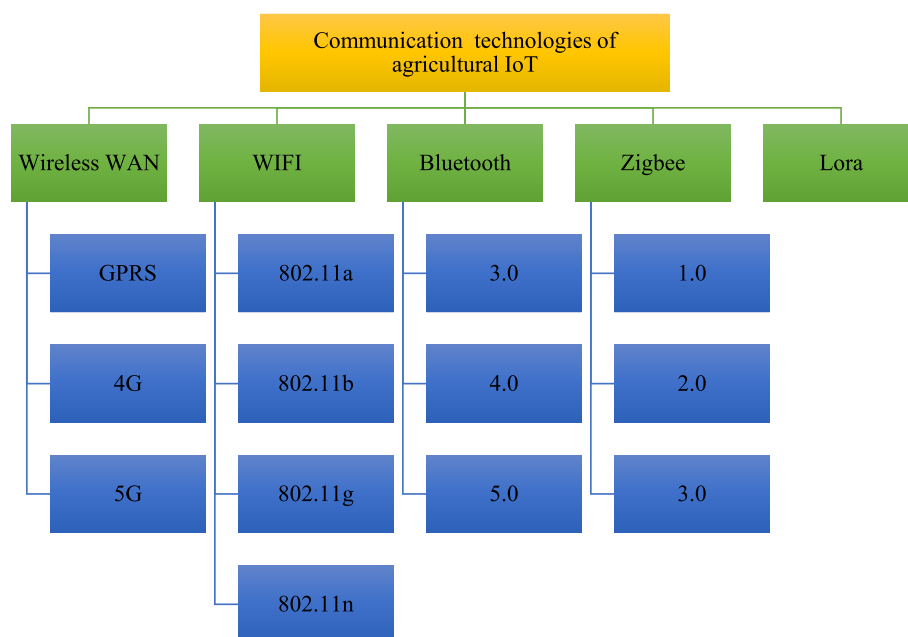 Communication technologies of
agricultural IoT
Wireless WAN
WIFI
Bluetooth
Zigbee
Lora
GPRS
802.11a
3.0
1.0
4G
802.11b
4.0
2.0
5G
802.11g
5.0
3.0
802.11n